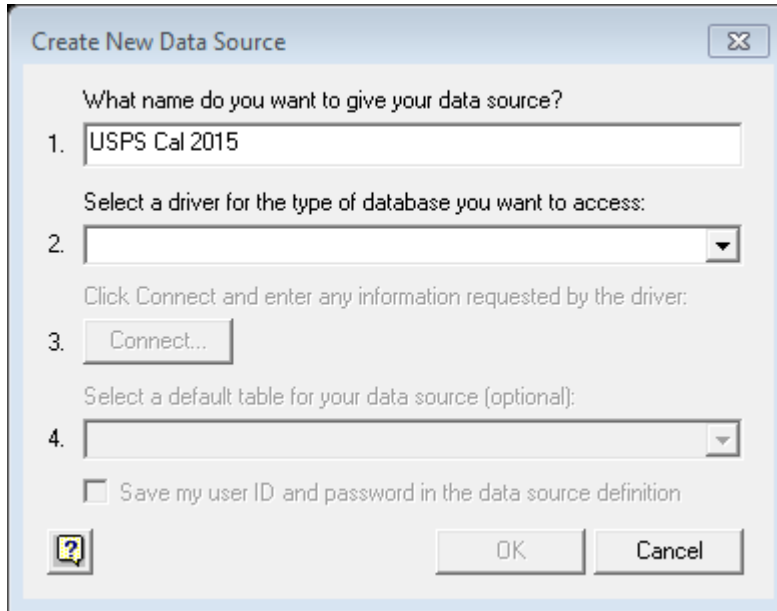 Create New Data Source
What name do you want to give your data source?
1. USPS Cal 2015
Select a driver for the type of database you want to access:
2.
Click Connect and enter any information requested by the driver:
3. Connect...
Select a default table for your data source (optional):
4.
Save my user ID and password in the data source definition
? OK Cancel